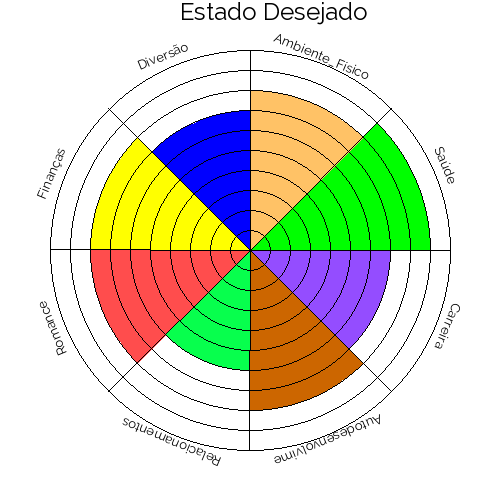 Estado Desejado
Ambiente_Fisico
Saúde
Carreira
Autodesenvolvime
Relacionamentos
Romance
Finanças
Diversão